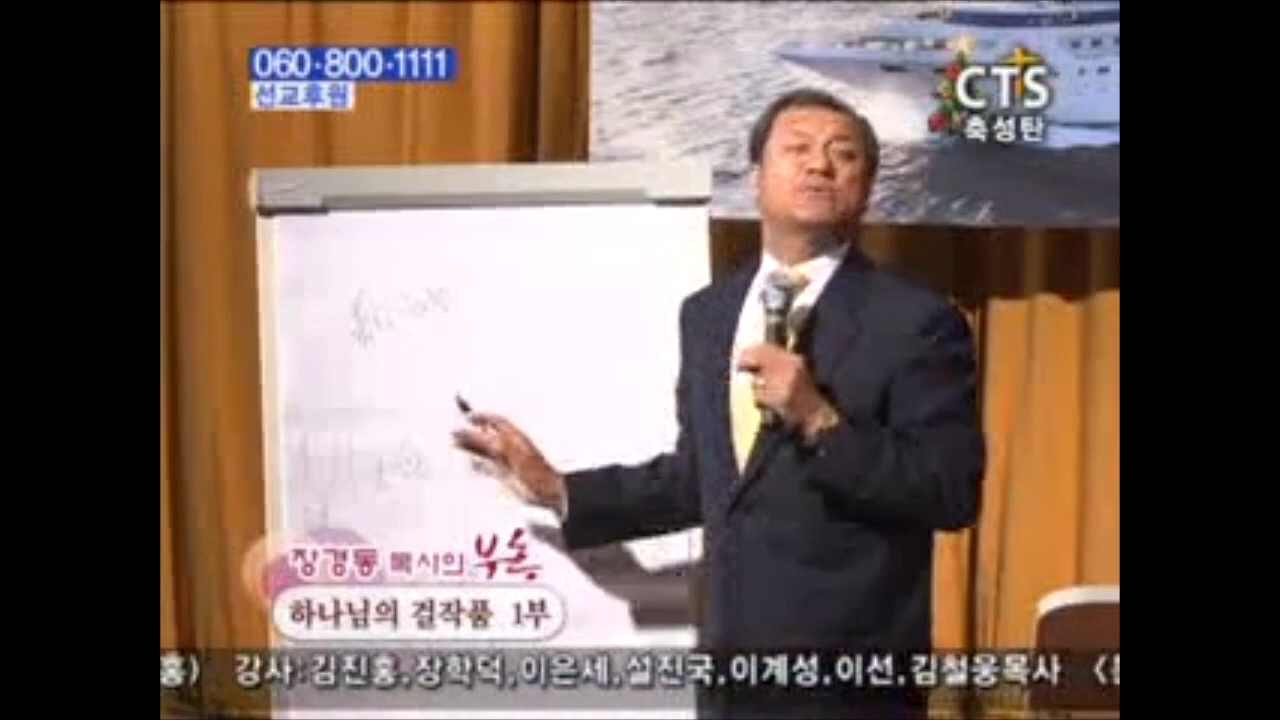 060·800·1111
선교후원
CTS
축성탄
장경동 목사의 부흥
하나님의 걸작품 1부
홍) 강사:김진홍,장학덕,이은세,설진국,이계성,이선,김철웅목사